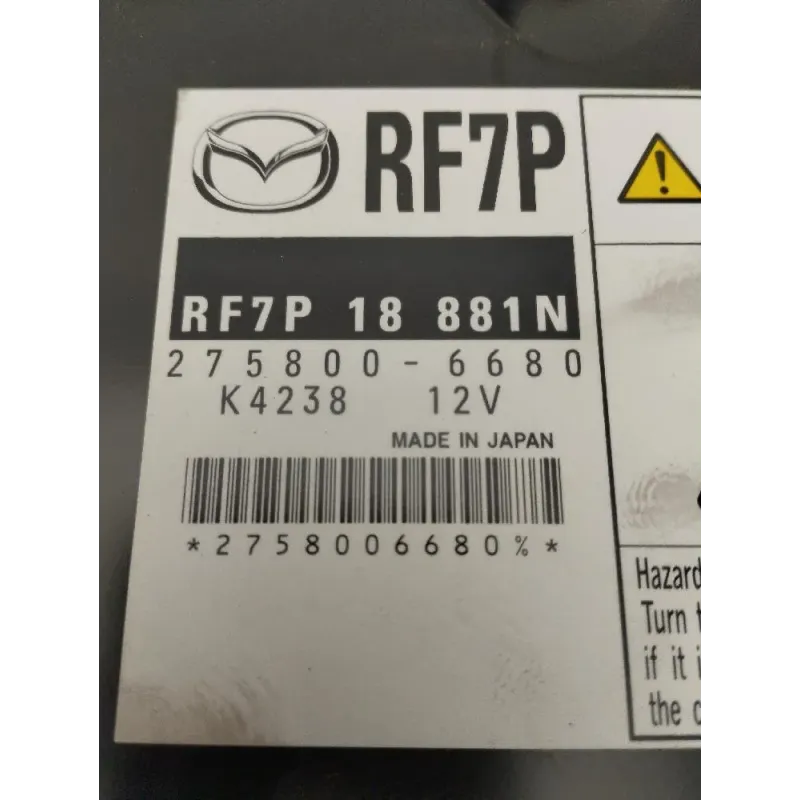 RF7P
RF7P 18 881N
275800-6680
K4238 12V
MADE IN JAPAN
*2758006680%*
Hazard
Turn
if it
the